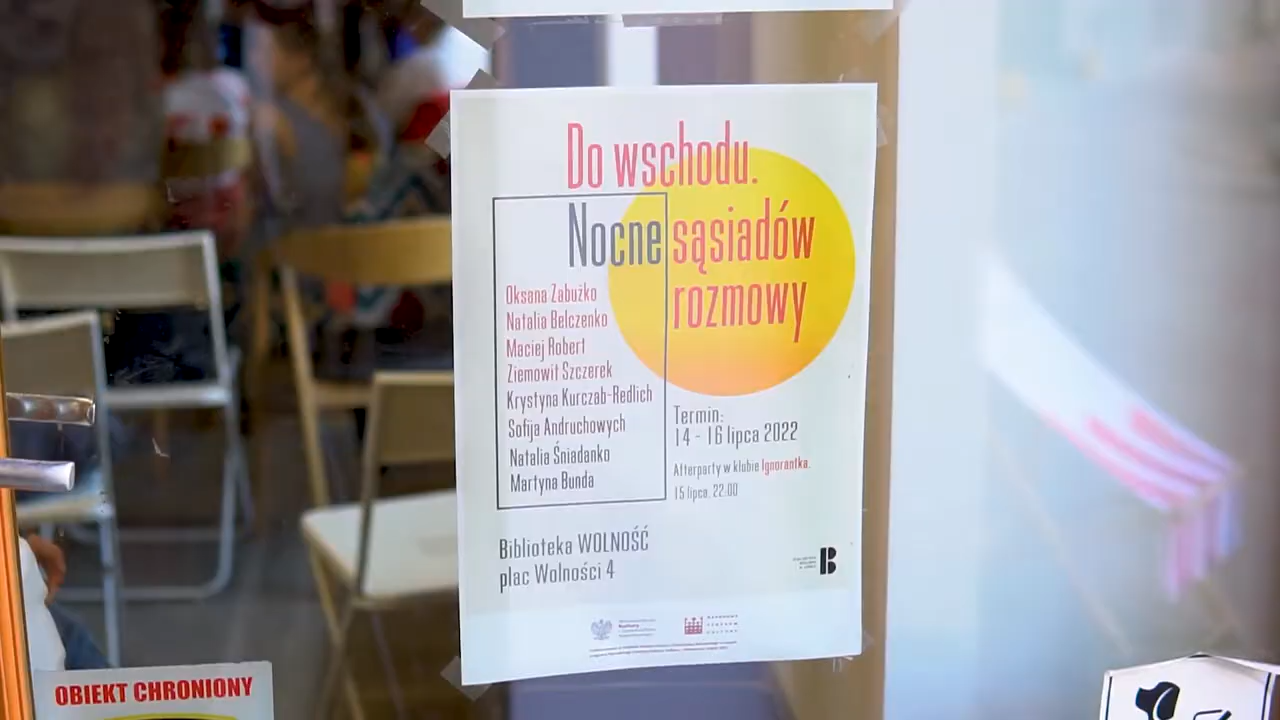 Do wschodu.
Nocne sąsiadów
rozmowy
Oksana Zabużko
Natalia Belczenko
Maciej Robert
Ziemowit Szczerek
Krystyna Kurczab-Redlich
Sofija Andruchowych
Natalia Śniadanko
Martyna Bunda
Termin:
14 - 16 lipca 2022
Afterparty w klubie Ignorantka.
15 lipca, 22:00
Biblioteka WOLNOŚĆ
plac Wolności 4
B
OBIEKT CHRONIONY